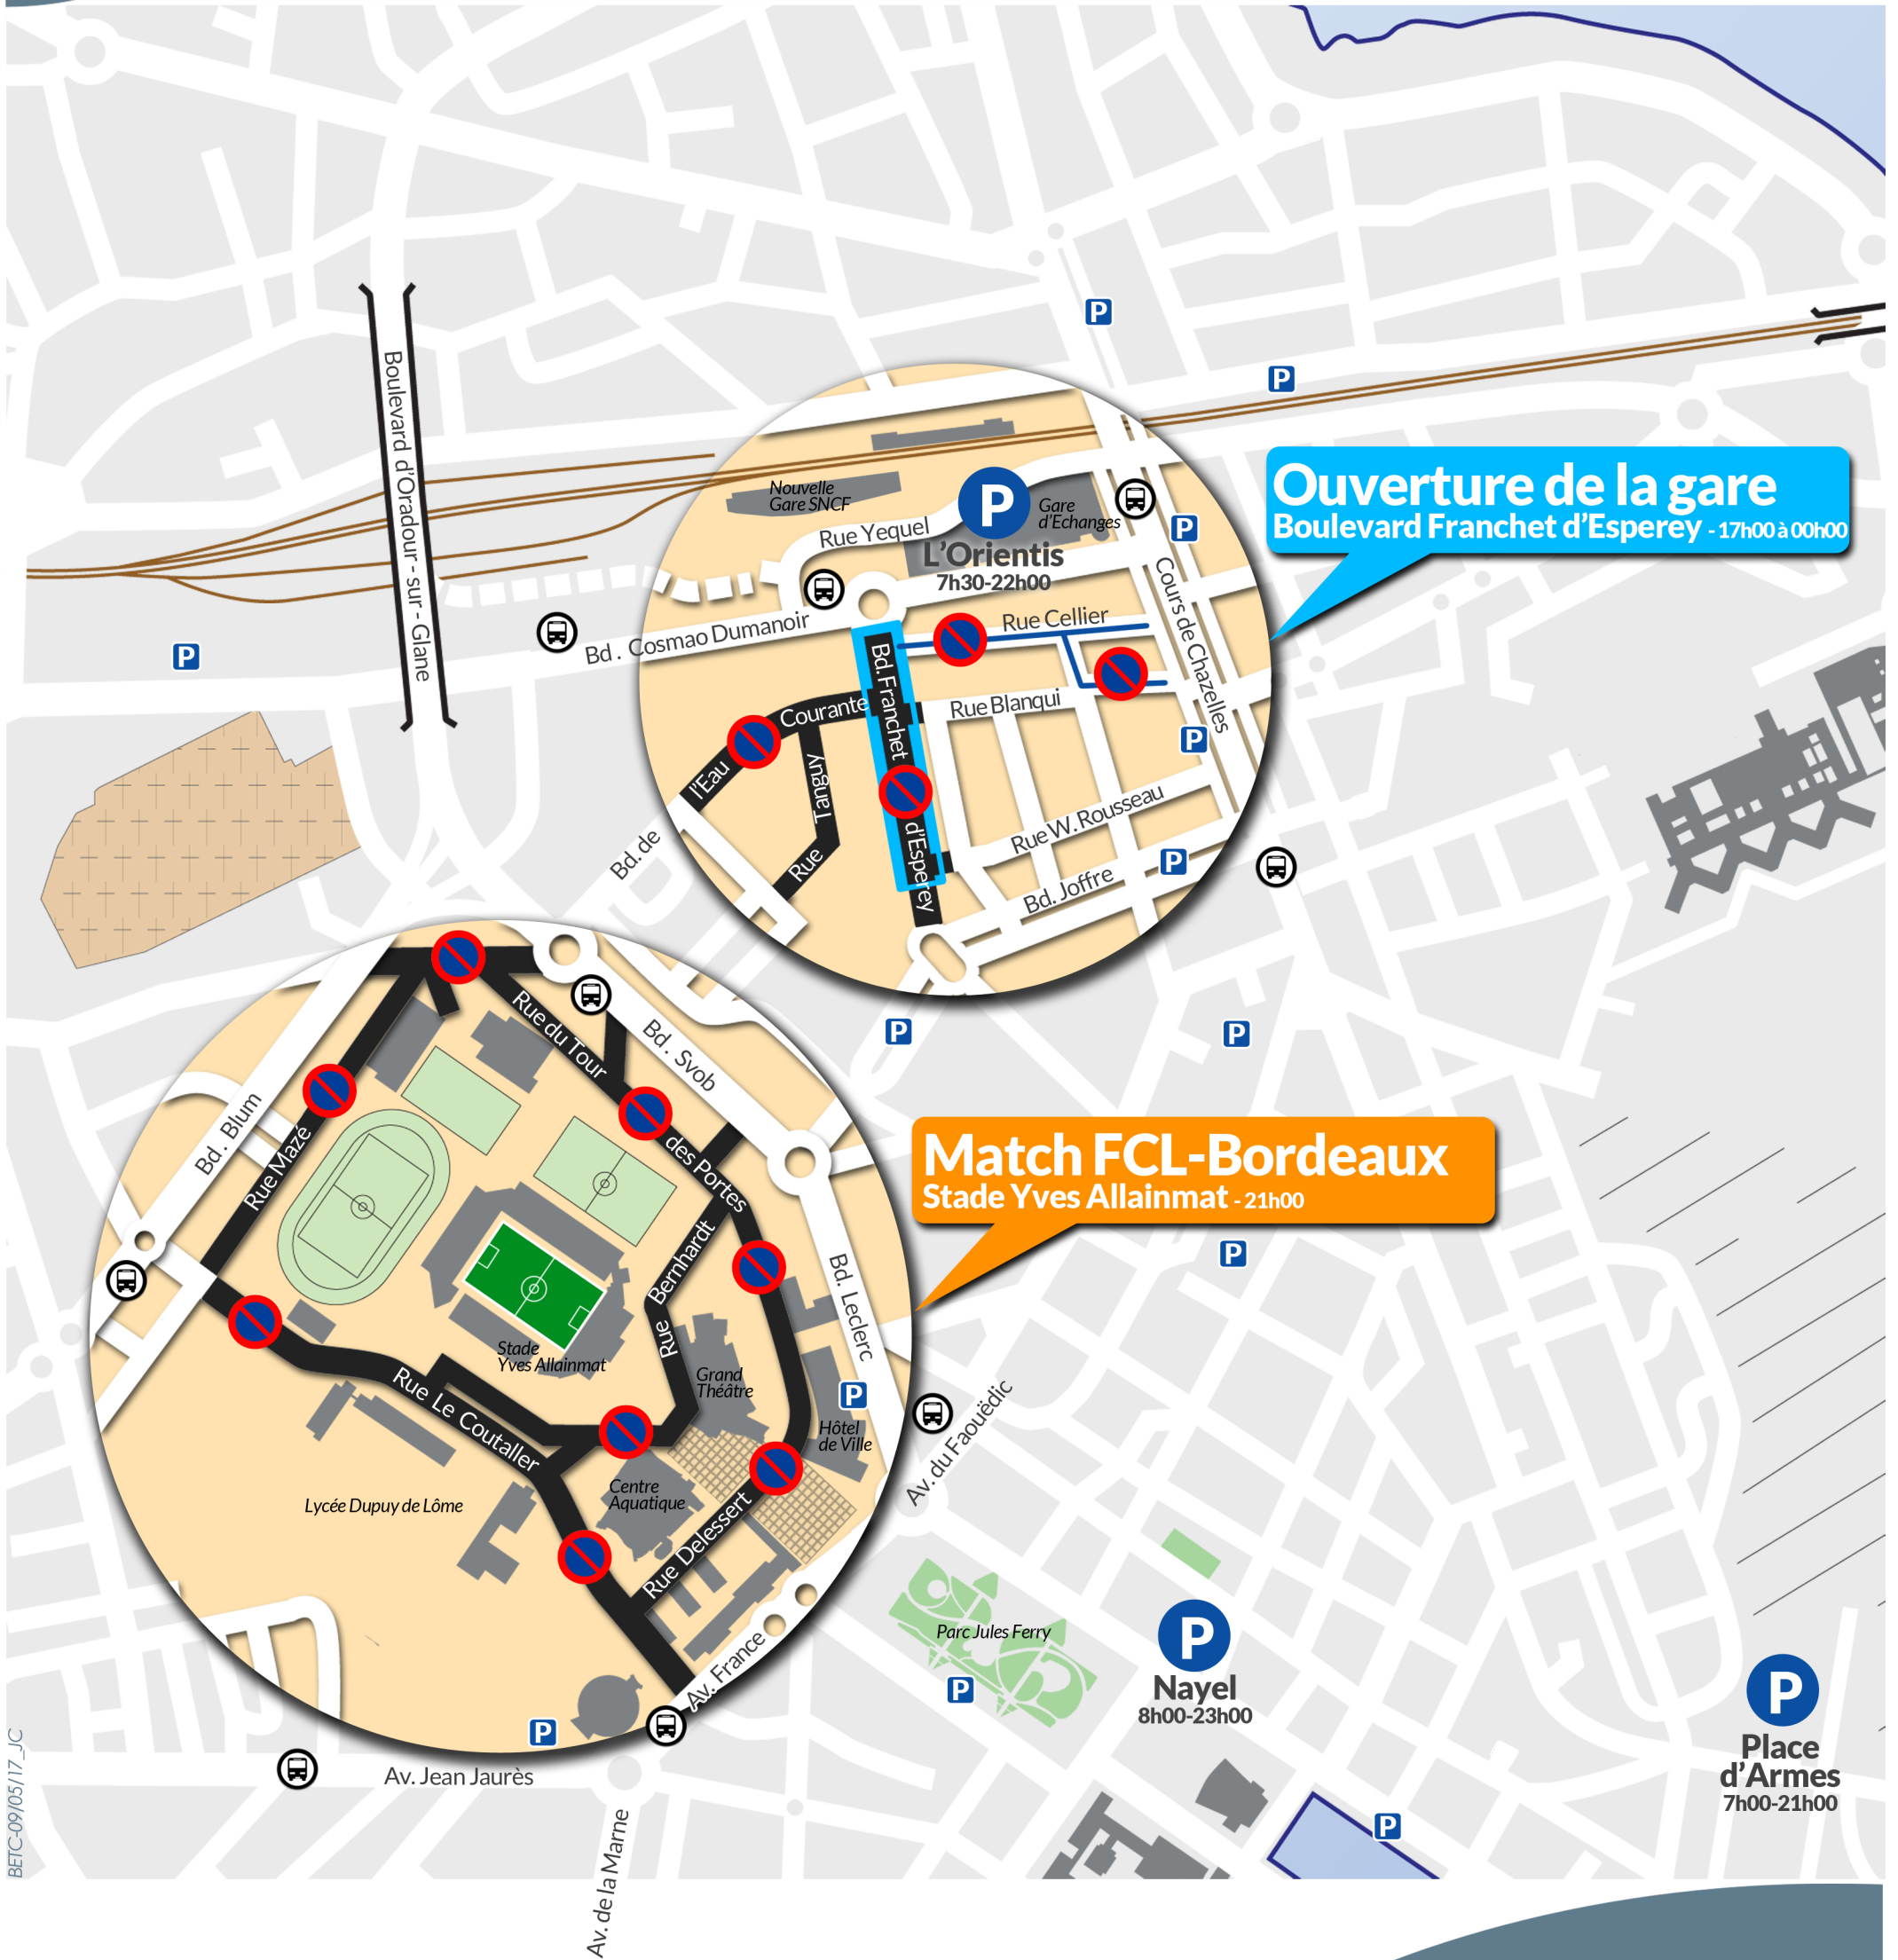 P
P
Boulevard d'Oradour - sur - Glane
Ouverture de la gare
Boulevard Franchet d'Esperey - 17h00 à 00h00
Nouvelle
Gare SNCF
P
Gare
d'Echanges
Rue Yequel
L'Orientis
7h30-22h00
P
Cours de Chazelles
Rue Cellier
Bd. Cosmao Dumanoir
P
Bd. Franchet d'Esperey
Courante
Rue Blanqui
P
l'Eau
Tanguy
Rue W. Rousseau
Bd. de
Rue
P
Bd. Joffre
P
P
Rue du Tour
des Portes
Bd. Svob
Bd. Blum
Rue Mazé
Match FCL-Bordeaux
Stade Yves Allainmat - 21h00
P
Bernhardt
Rue
Bd. Leclerc
Stade
Yves Allainmat
Grand
Théâtre
P
Rue Le Coutaller
Hôtel
de Ville
Av. du Faouëdic
Centre
Aquatique
Lycée Dupuy de Lôme
Rue Delessert
Parc Jules Ferry
P
Nayel
8h00-23h00
P
Av. France
P
P
Place
d'Armes
7h00-21h00
Av. Jean Jaurès
P
Av. de la Marne
BETC-09/05/17_JC